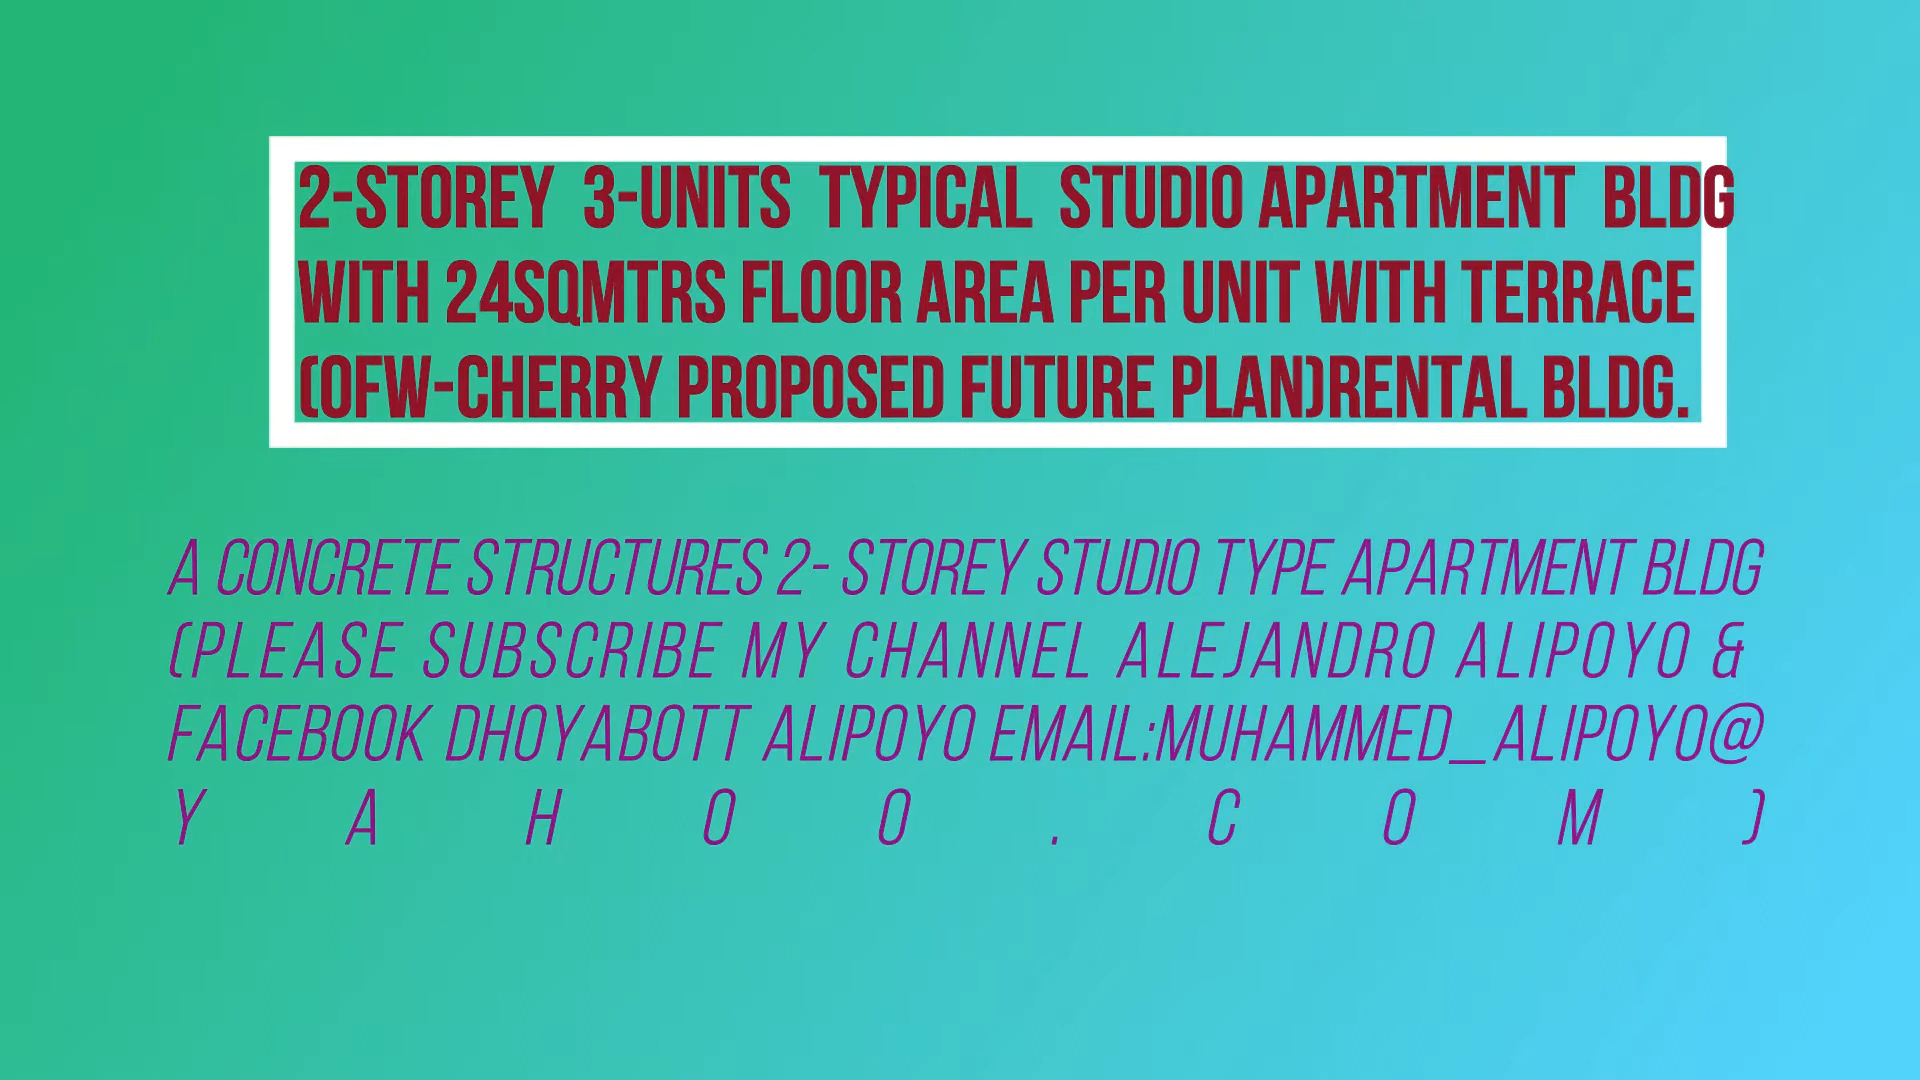 2-STOREY 3-UNITS TYPICAL STUDIO APARTMENT BLDG
WITH 24SQMTRS FLOOR AREA PER UNIT WITH TERRACE
(OFW-CHERRY PROPOSED FUTURE PLAN)RENTAL BLDG.
A CONCRETE STRUCTURES 2- STOREY STUDIO TYPE APARTMENT BLDG
(PLEASE SUBSCRIBE MY CHANNEL ALEJANDRO ALIPOYO &
FACEBOOK DHOYABOTT ALIPOYO EMAIL:MUHAMMED_ALIPOYO@
YAHOO.COM)